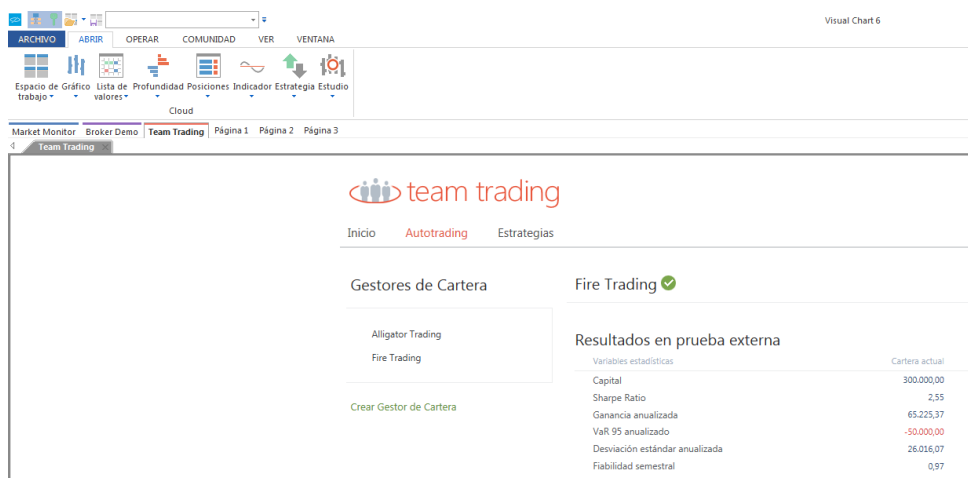 Visual Chart 6
ARCHIVO ABRIR OPERAR COMUNIDAD VER VENTANA
Espacio de trabajo Gráfico Lista de valores Profundidad Posiciones Indicador Estrategia Estudio
Cloud
Market Monitor Broker Demo Team Trading Página 1 Página 2 Página 3
Team Trading
team trading
Inicio Autotrading Estrategias
Gestores de Cartera
Fire Trading
Alligator Trading
Fire Trading
Crear Gestor de Cartera
Resultados en prueba externa
Variables estadísticas Cartera actual
Capital 300.000,00
Sharpe Ratio 2,55
Ganancia anualizada 65.225,37
VaR 95 anualizado -50.000,00
Desviación estándar anualizada 26.016,07
Fiabilidad semestral 0,97